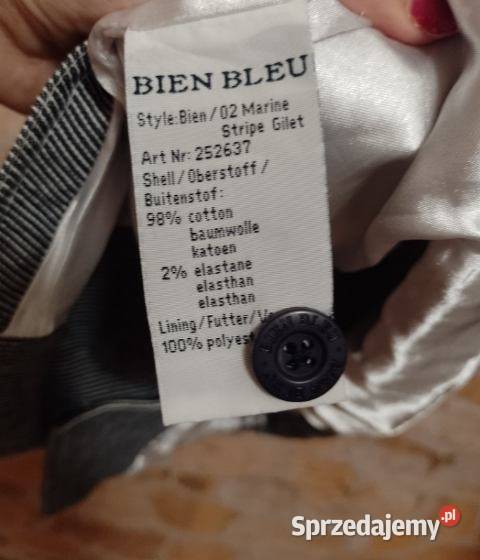 BIEN BLEU
Style:Bien/02 Marine
Stripe Gilet
Art Nr: 252637
Shell/Oberstoff/
Buitenstof:
98% cotton
baumwolle
katoen
2% elastane
elasthan
elasthan
Lining/Futter/
100%
Sprzedajemy.pl